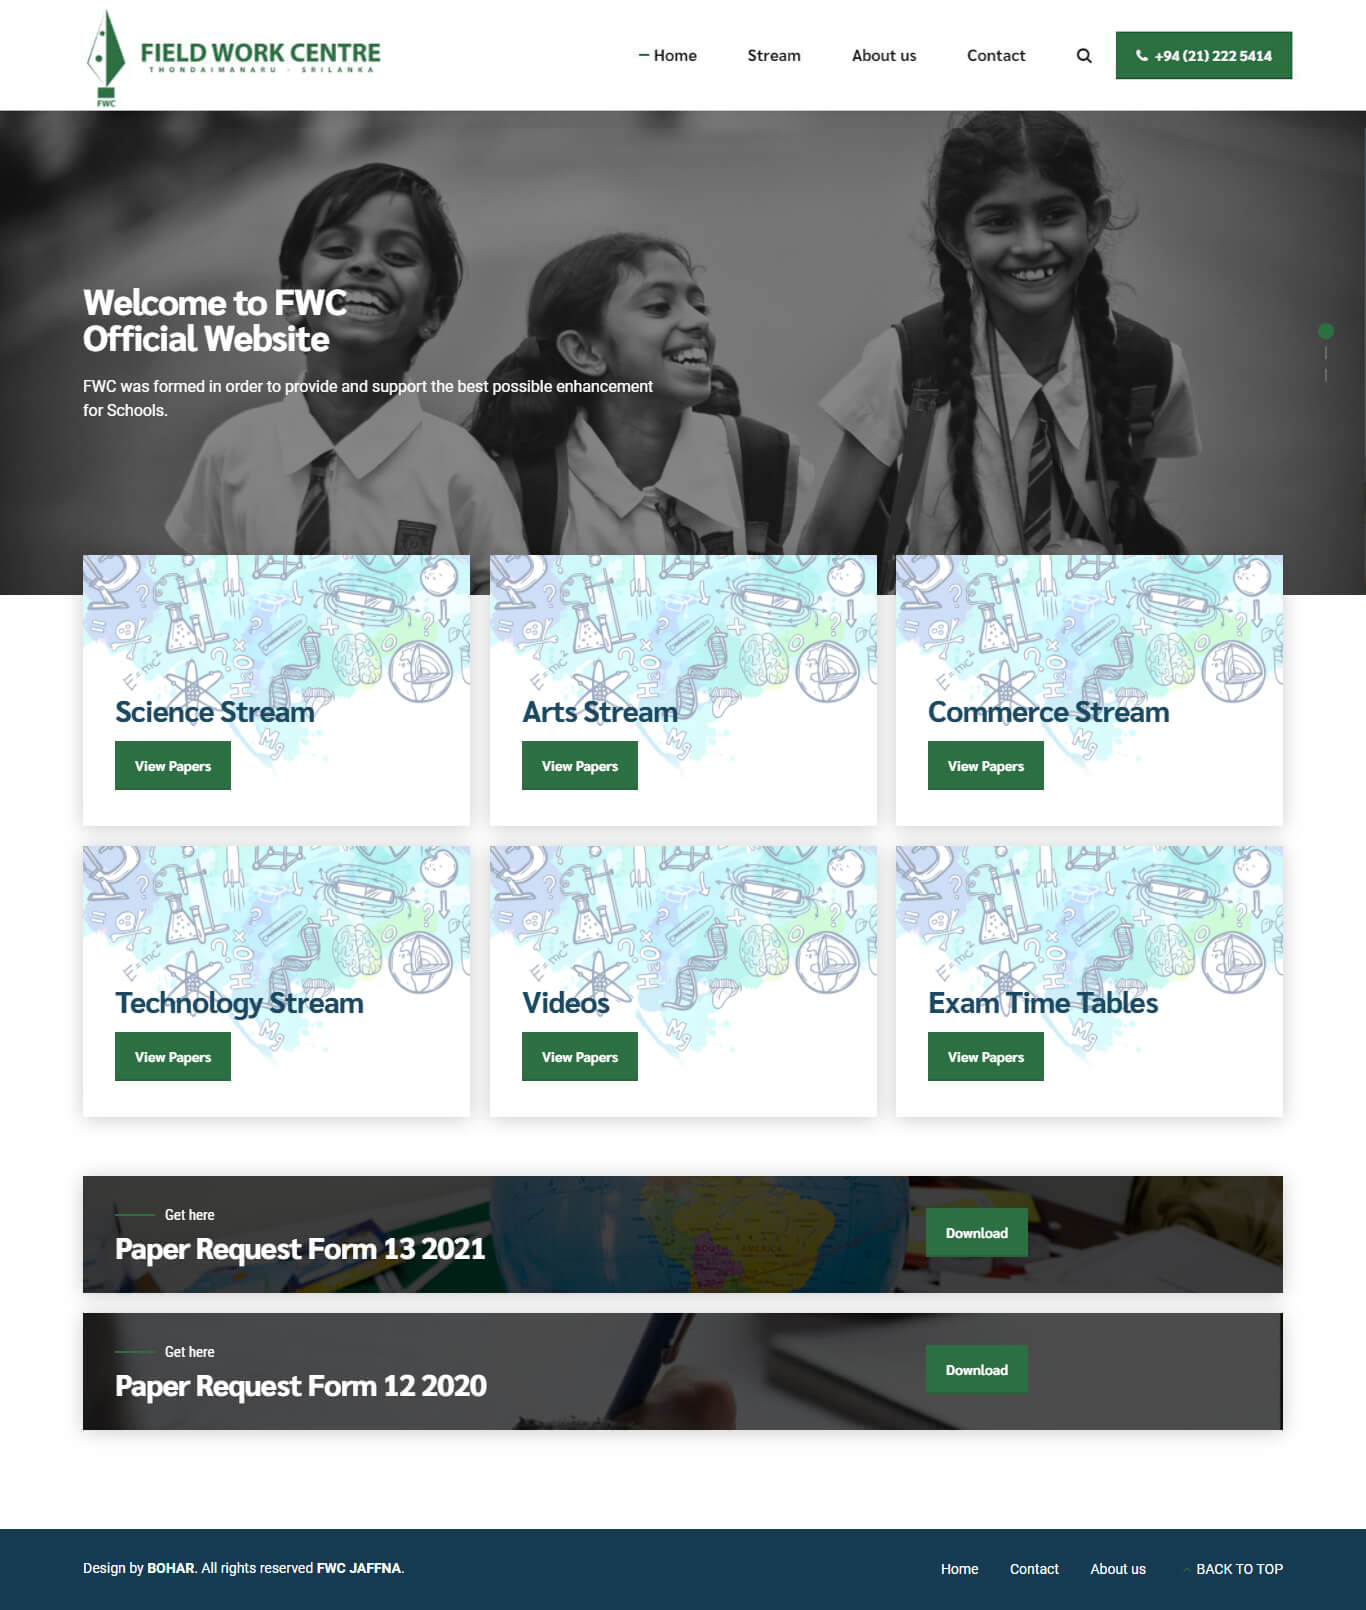 FIELD WORK CENTRE
THONDAIMANARU - SRILANKA
FWC
Home
Stream
About us
Contact
+94 (21) 222 5414
Welcome to FWC
Official Website
FWC was formed in order to provide and support the best possible enhancement
for Schools.
Science Stream
View Papers
Arts Stream
View Papers
Commerce Stream
View Papers
Technology Stream
View Papers
Videos
View Papers
Exam Time Tables
View Papers
Get here
Paper Request Form 13 2021
Download
SOUTH AMERICA
Get here
Paper Request Form 12 2020
Download
Design by BOHAR. All rights reserved FWC JAFFNA.
Home
Contact
About us
BACK TO TOP